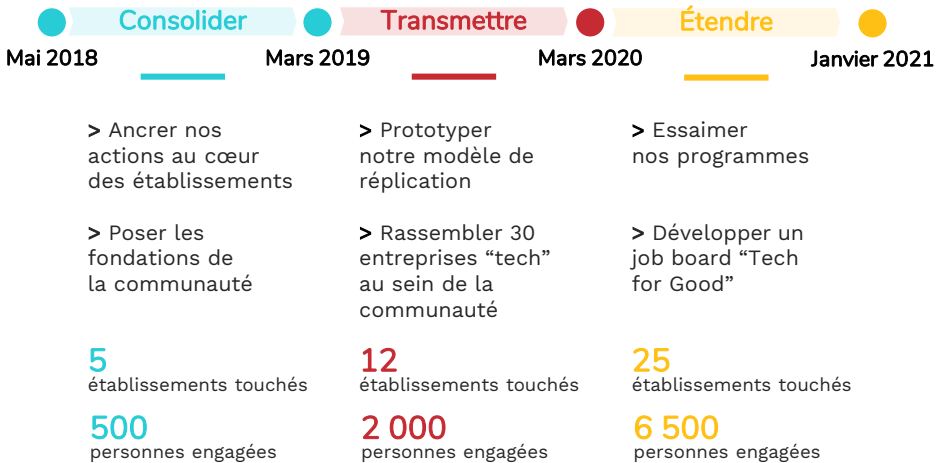 Consolider
Transmettre
Étendre
Mai 2018
Mars 2019
Mars 2020
Janvier 2021
> Ancrer nos
actions au cœur
des établissements
> Poser les
fondations de
la communauté
5
établissements touchés
500
personnes engagées
> Prototyper
notre modèle de
réplication
> Rassembler 30
entreprises “tech”
au sein de la
communauté
12
établissements touchés
2 000
personnes engagées
> Essaimer
nos programmes
> Développer un
job board “Tech
for Good”
25
établissements touchés
6 500
personnes engagées